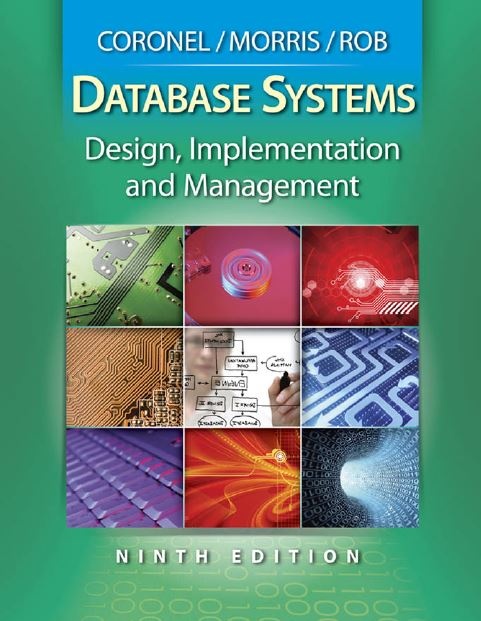 CORONEL / MORRIS / ROB
DATABASE SYSTEMS
Design, Implementation
and Management
NINTH EDITION